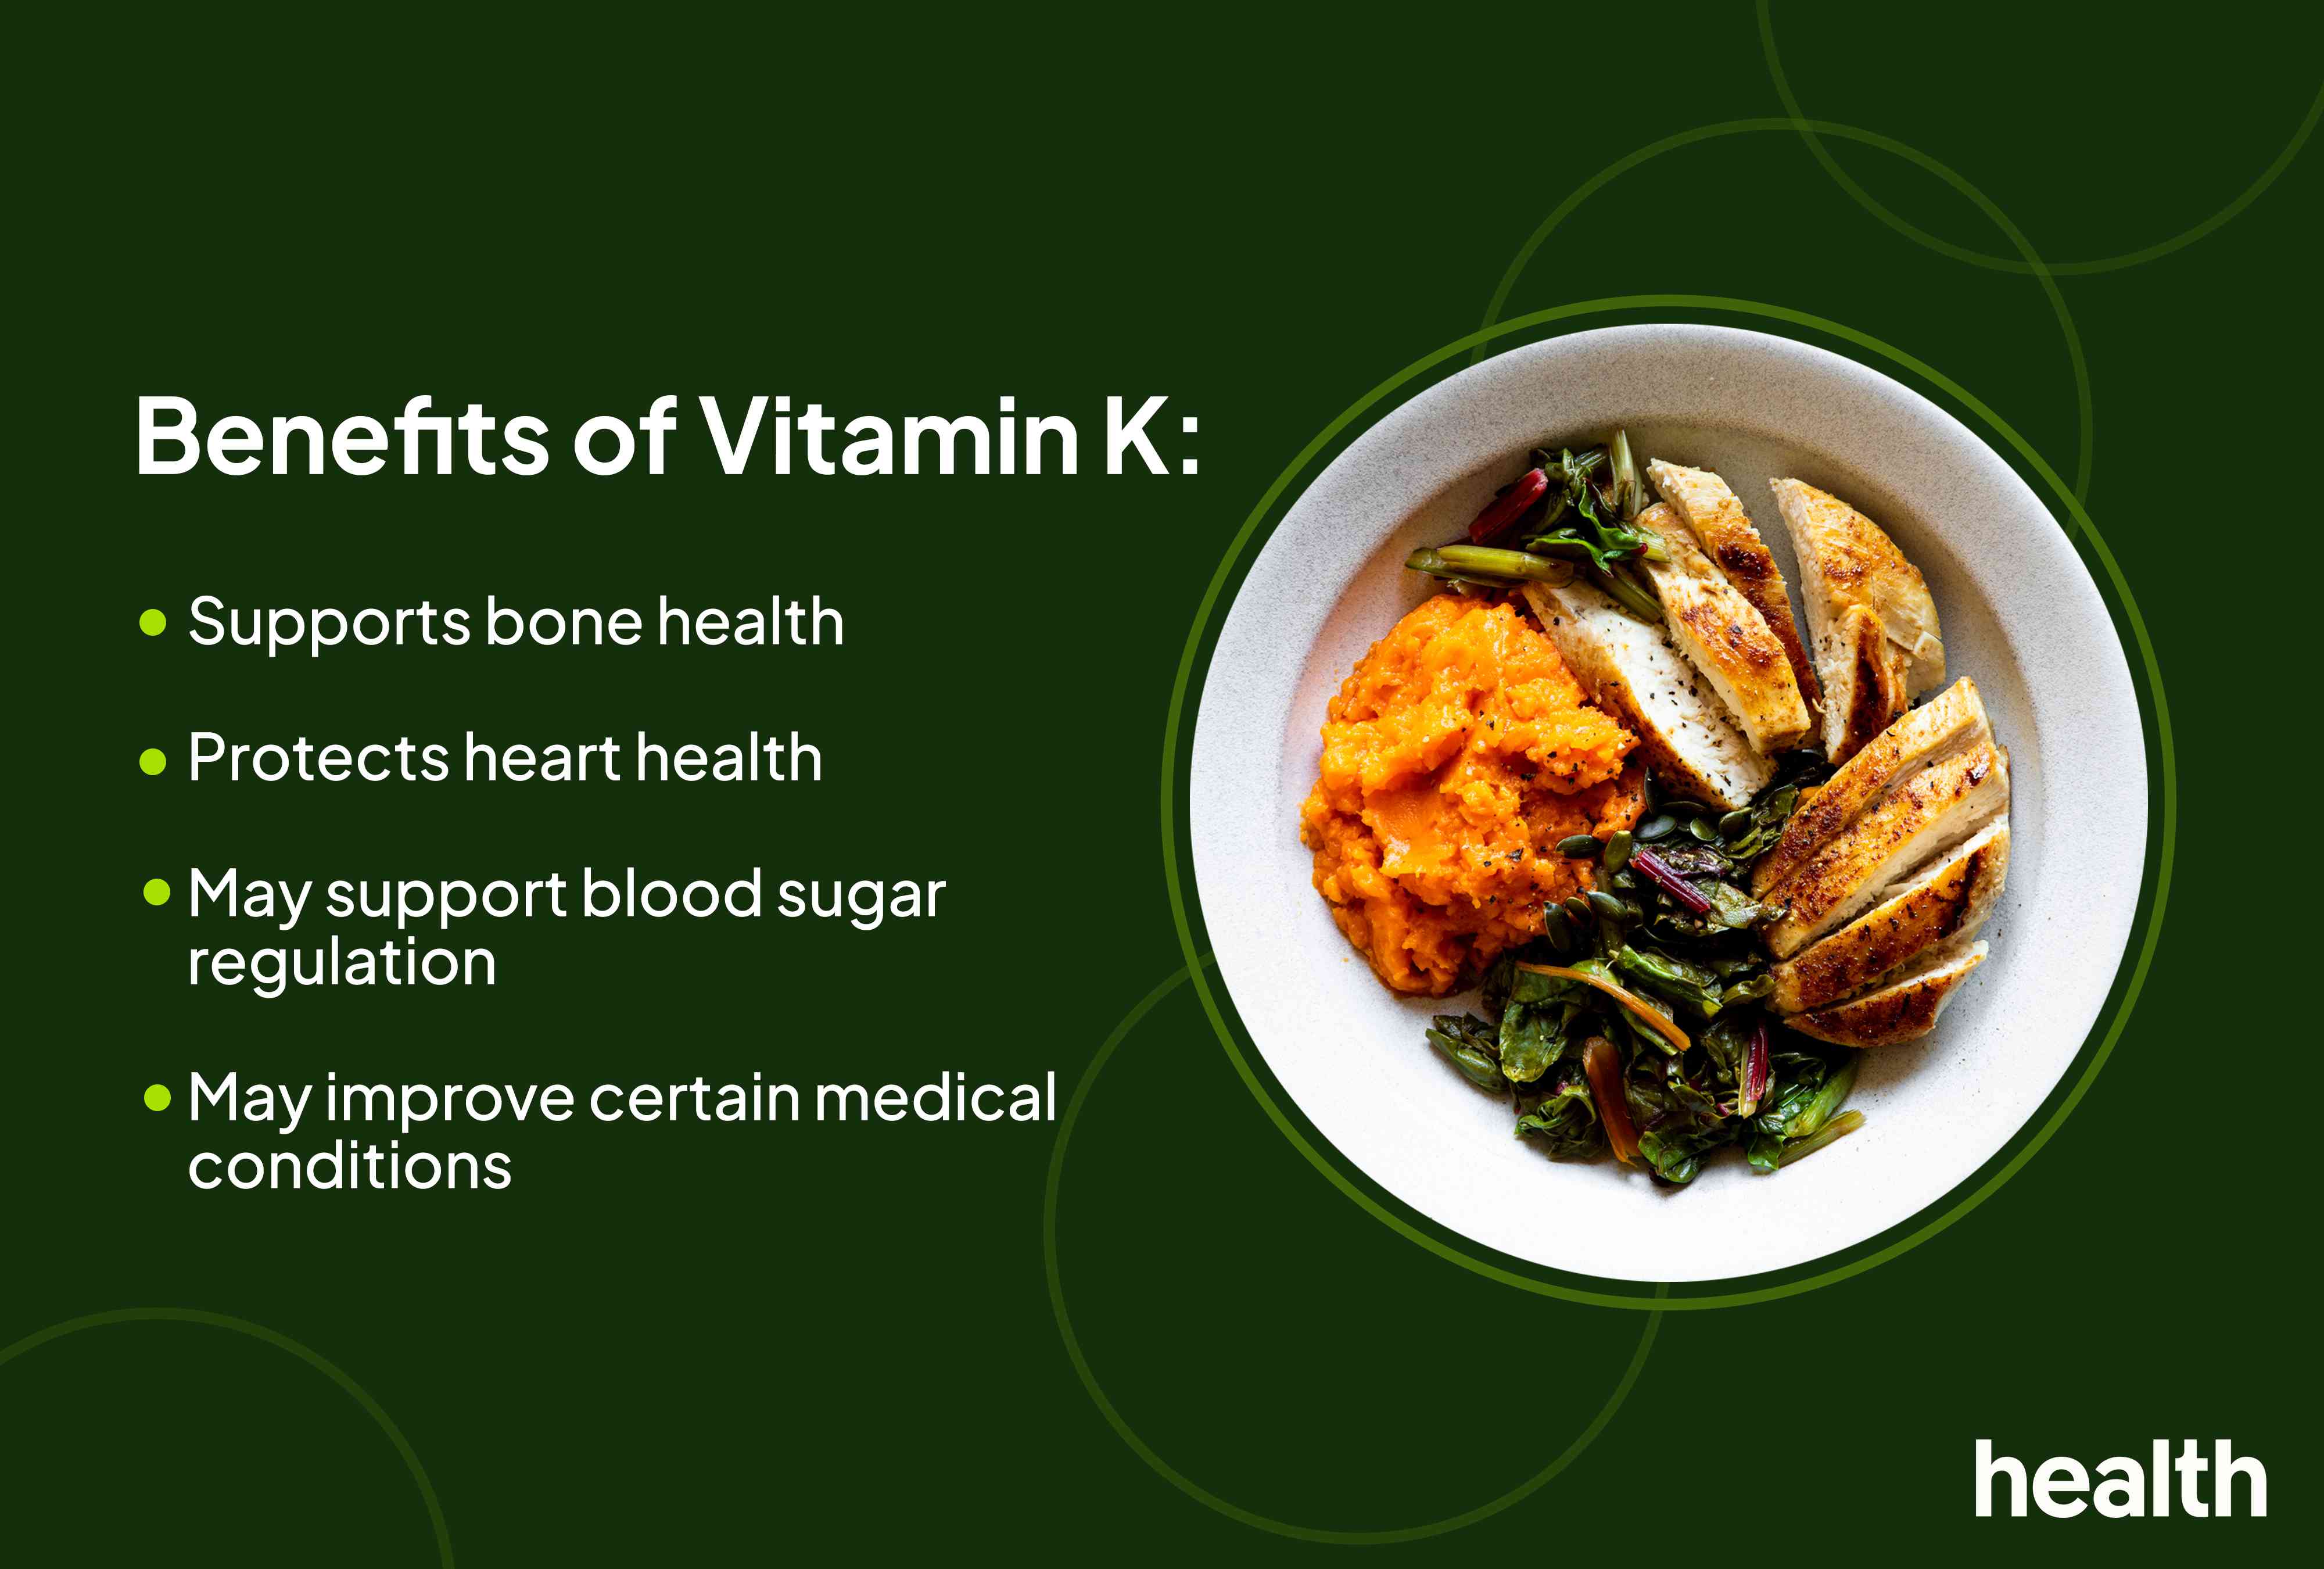 Benefits of Vitamin K:
Supports bone health
Protects heart health
May support blood sugar
regulation
May improve certain medical
conditions
health